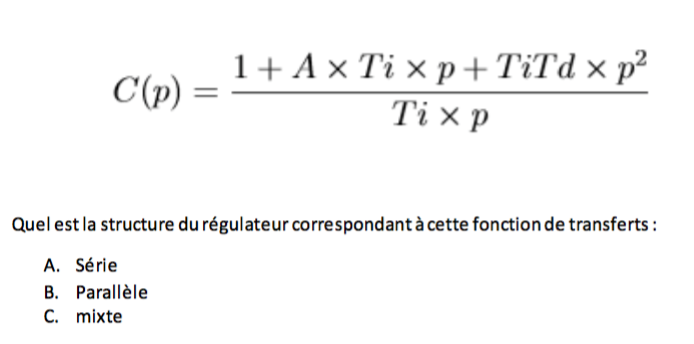 C(p) = \frac{1 + A \times Ti \times p + TiTd \times p^2}{Ti \times p}
Quel est la structure du régulateur correspondant à cette fonction de transferts :
A. Série
B. Parallèle
C. mixte